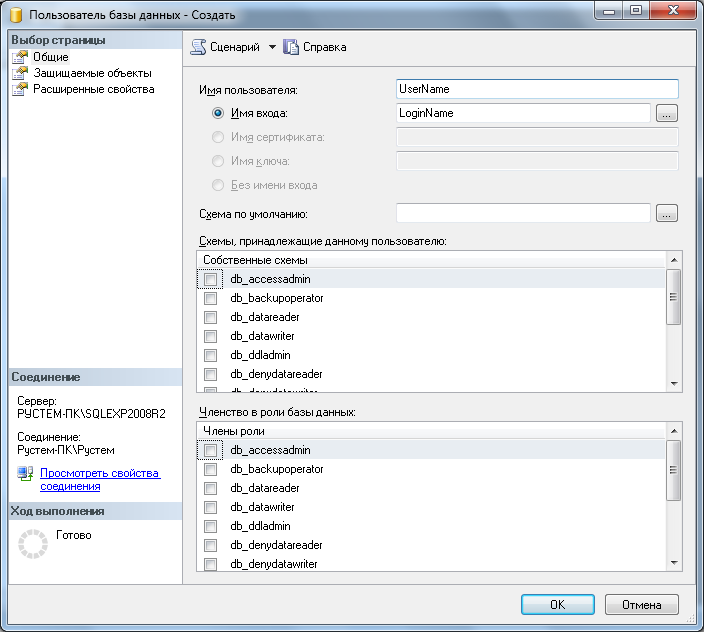 Пользователь базы данных - Создать
Выбор страницы
Общие
Защищаемые объекты
Расширенные свойства
Соединение
Сервер:
РУСТЕМ-ПК\SQLEXP2008R2
Соединение:
Рустем-ПК\Рустем
Просмотреть свойства
соединения
Ход выполнения
Готово
Сценарий
Справка
Имя пользователя:
UserName
Имя входа:
LoginName
...
Имя сертификата:
Имя ключа:
Без имени входа
Схема по умолчанию:
...
Схемы, принадлежащие данному пользователю:
Собственные схемы
db_accessadmin
db_backupoperator
db_datareader
db_datawriter
db_ddladmin
db_denydatareader
db_denydatawriter
Членство в роли базы данных:
Члены роли
db_accessadmin
db_backupoperator
db_datareader
db_datawriter
db_ddladmin
db_denydatareader
db_denydatawriter
OK
Отмена